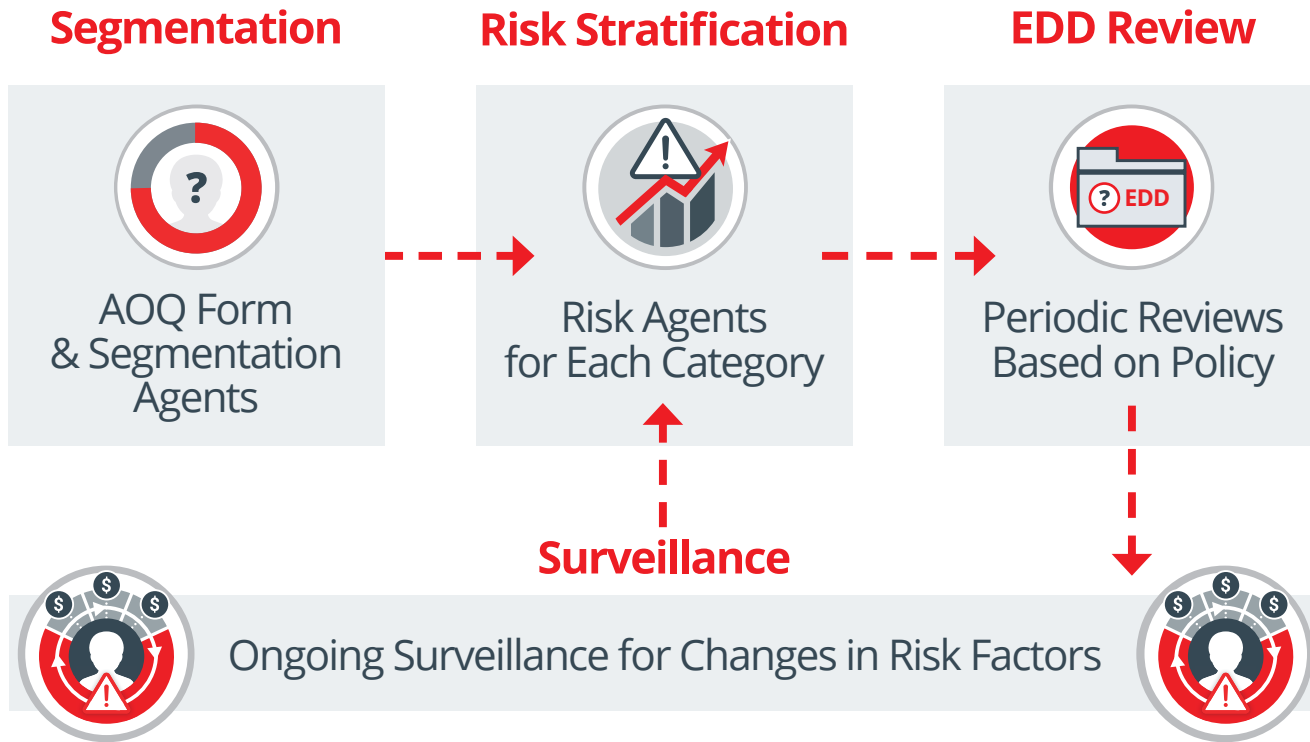 Segmentation
?
AOQ Form
& Segmentation
Agents
Risk Stratification
!
Risk Agents
for Each Category
EDD Review
? EDD
Periodic Reviews
Based on Policy
Surveillance
$ $ $
!
Ongoing Surveillance for Changes in Risk Factors
$ $ $
!